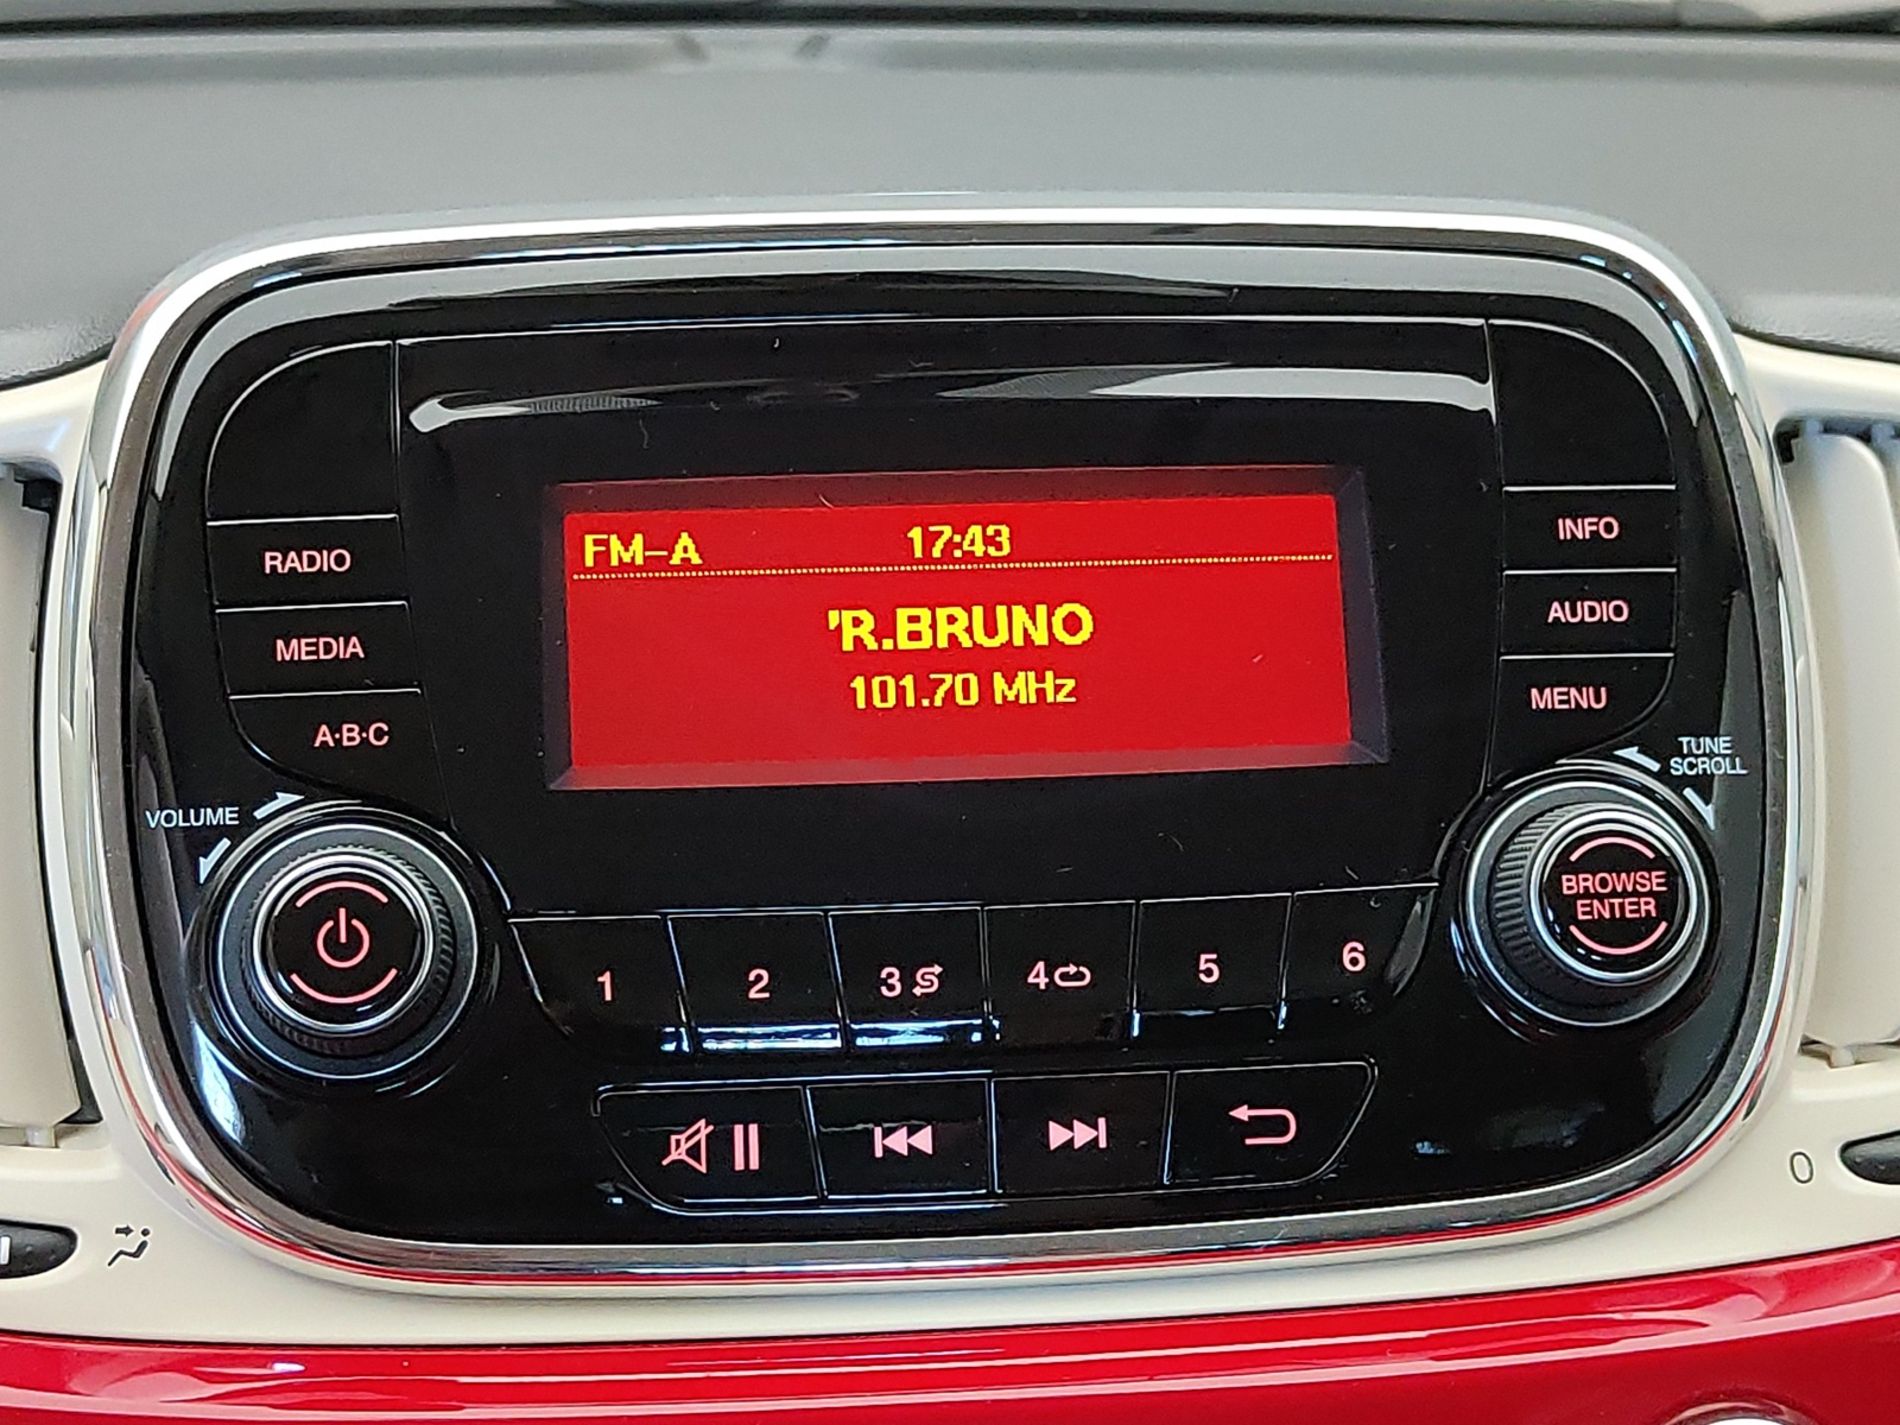 FM-A 17:43
'R.BRUNO
101.70 MHz
RADIO
MEDIA
A·B·C
INFO
AUDIO
MENU
VOLUME
TUNE
SCROLL
BROWSE
ENTER
1 2 3 4 5 6
0